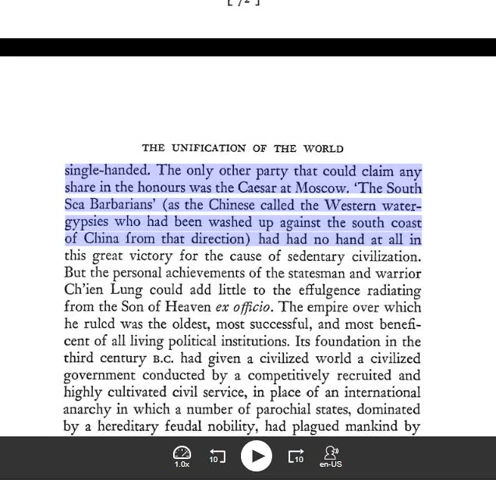 [ 72 ]
THE UNIFICATION OF THE WORLD
single-handed. The only other party that could claim any
share in the honours was the Caesar at Moscow. 'The South
Sea Barbarians' (as the Chinese called the Western water-
gypsies who had been washed up against the south coast
of China from that direction) had had no hand at all in
this great victory for the cause of sedentary civilization.
But the personal achievements of the statesman and warrior
Ch'ien Lung could add little to the effulgence radiating
from the Son of Heaven ex officio. The empire over which
he ruled was the oldest, most successful, and most benefi-
cent of all living political institutions. Its foundation in the
third century B.C. had given a civilized world a civilized
government conducted by a competitively recruited and
highly cultivated civil service, in place of an international
anarchy in which a number of parochial states, dominated
by a hereditary feudal nobility, had plagued mankind by
1.0x
10
10
en-US